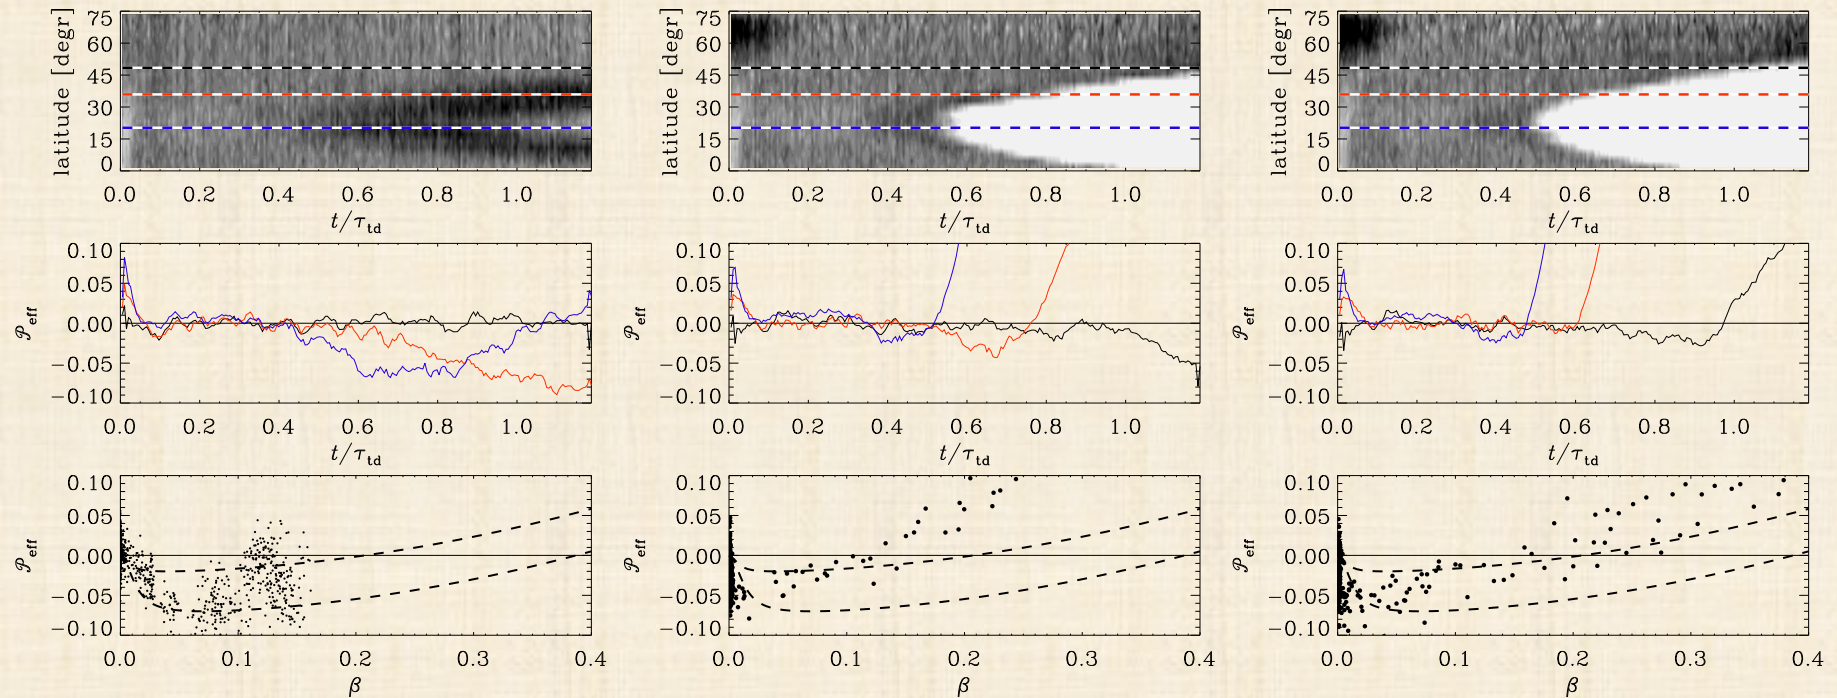 75 75 75
60 60 60
45 45 45
30 30 30
15 15 15
0 0 0
latitude [degr] latitude [degr] latitude [degr]
0.0 0.2 0.4 0.6 0.8 1.0 0.0 0.2 0.4 0.6 0.8 1.0 0.0 0.2 0.4 0.6 0.8 1.0
t/τtd t/τtd t/τtd
0.10 0.10 0.10
0.05 0.05 0.05
0.00 0.00 0.00
−0.05 −0.05 −0.05
−0.10 −0.10 −0.10
𝒫eff 𝒫eff 𝒫eff
0.0 0.2 0.4 0.6 0.8 1.0 0.0 0.2 0.4 0.6 0.8 1.0 0.0 0.2 0.4 0.6 0.8 1.0
t/τtd t/τtd t/τtd
0.10 0.10 0.10
0.05 0.05 0.05
0.00 0.00 0.00
−0.05 −0.05 −0.05
−0.10 −0.10 −0.10
𝒫eff 𝒫eff 𝒫eff
0.0 0.1 0.2 0.3 0.4 0.0 0.1 0.2 0.3 0.4 0.0 0.1 0.2 0.3 0.4
β β β